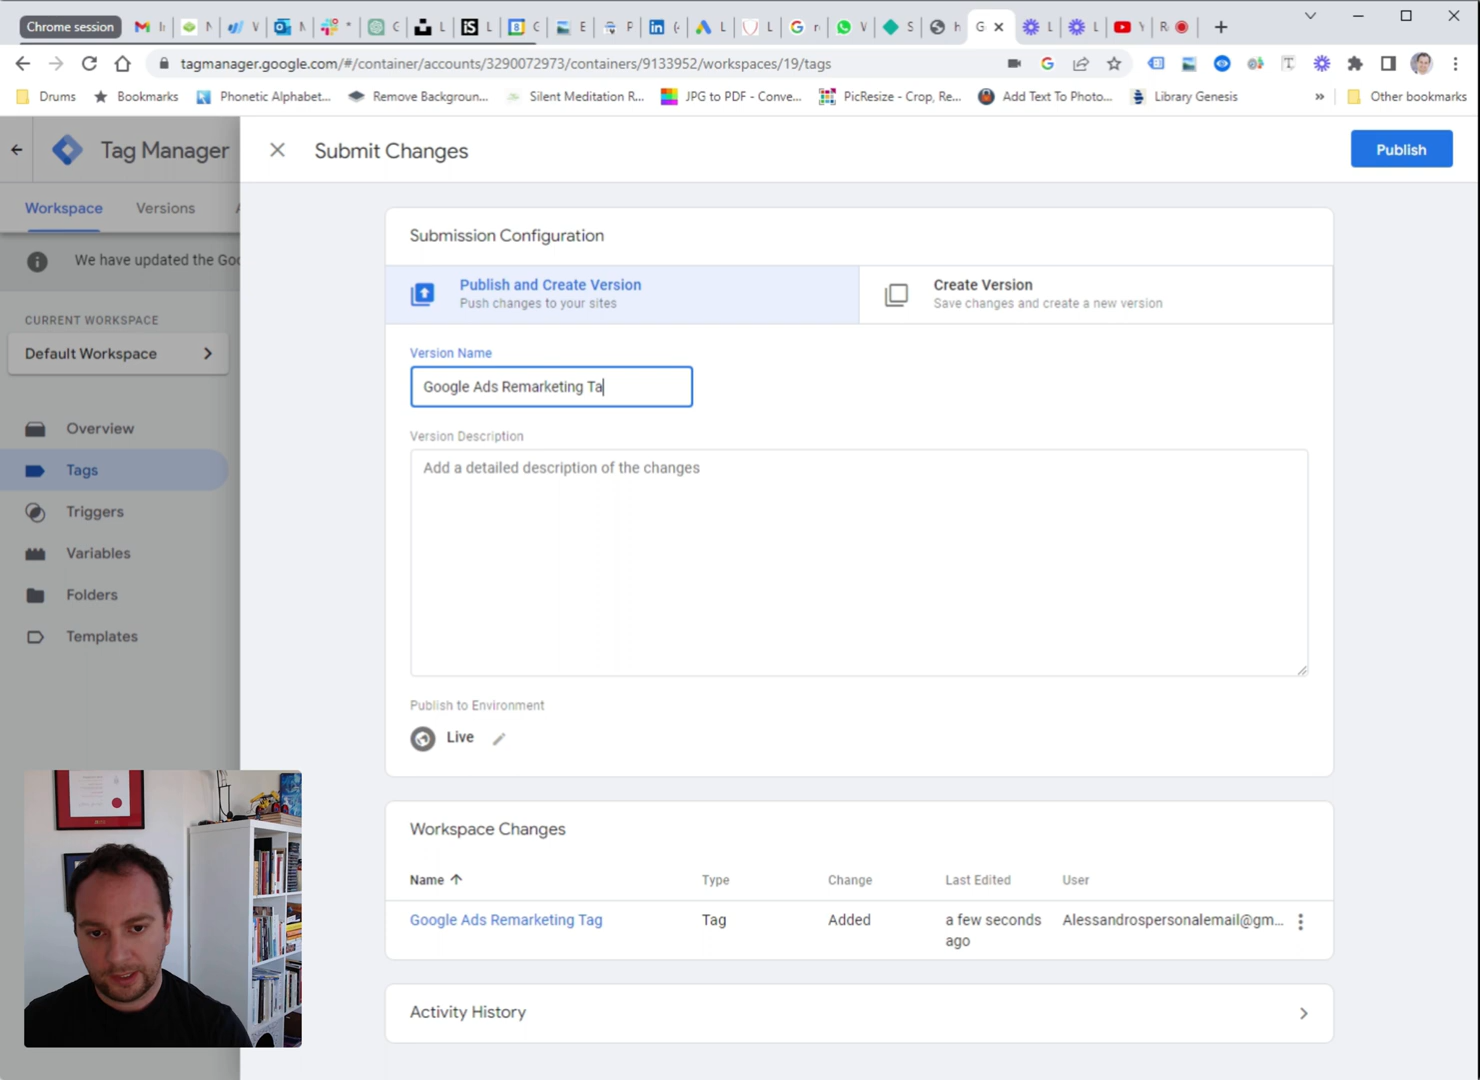 Chrome session
tagmanager.google.com/#/container/accounts/3290072973/containers/9133952/workspaces/19/tags
Drums
Bookmarks
Phonetic Alphabet...
Remove Backgroun...
Silent Meditation R...
JPG to PDF - Conve...
PicResize - Crop, Re...
Add Text To Photo...
Library Genesis
»
Other bookmarks
Tag Manager
Submit Changes
Publish
Workspace
Versions
We have updated the Goo
CURRENT WORKSPACE
Default Workspace
Overview
Tags
Triggers
Variables
Folders
Templates
Submission Configuration
Publish and Create Version
Push changes to your sites
Create Version
Save changes and create a new version
Version Name
Google Ads Remarketing Ta
Version Description
Add a detailed description of the changes
Publish to Environment
Live
Workspace Changes
Name Type Change Last Edited User
Google Ads Remarketing Tag Tag Added a few seconds ago Alessandrospersonalemail@gm...
Activity History